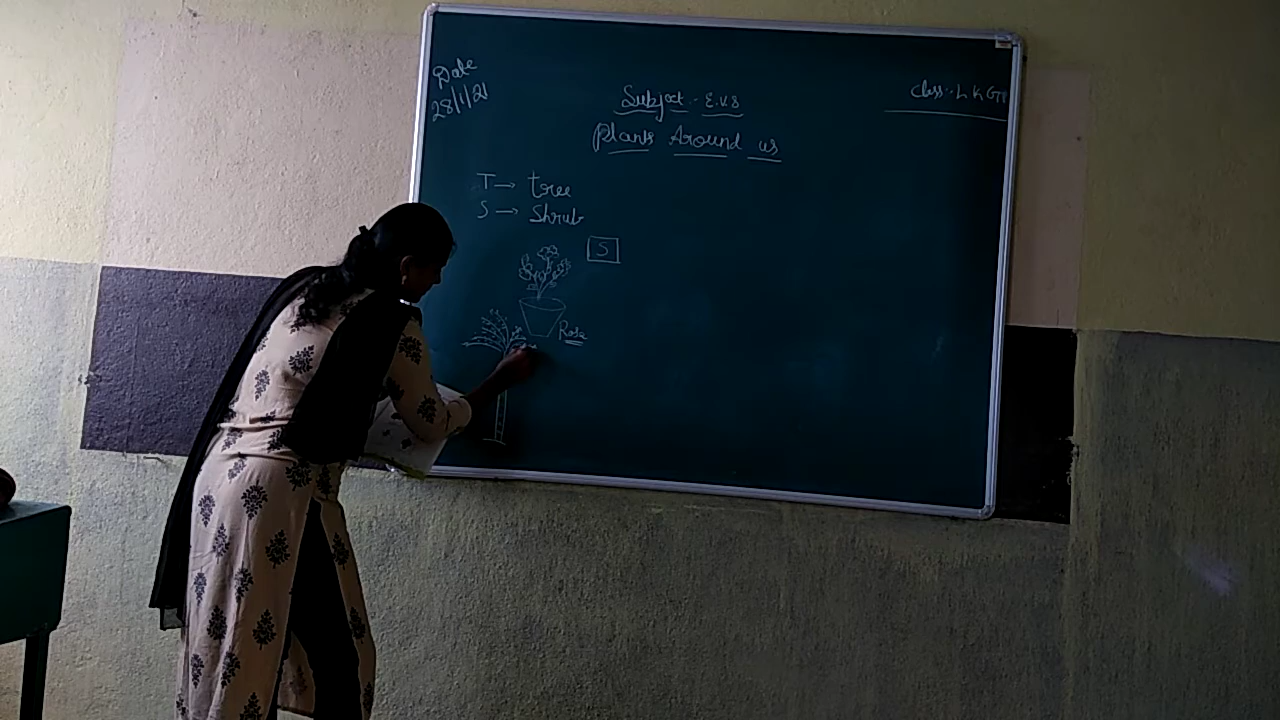 Date
28/1/21
Subject:- E.V.S
Class:- L K G
Plants Around us
T → tree
S → Shrub
S
Rose